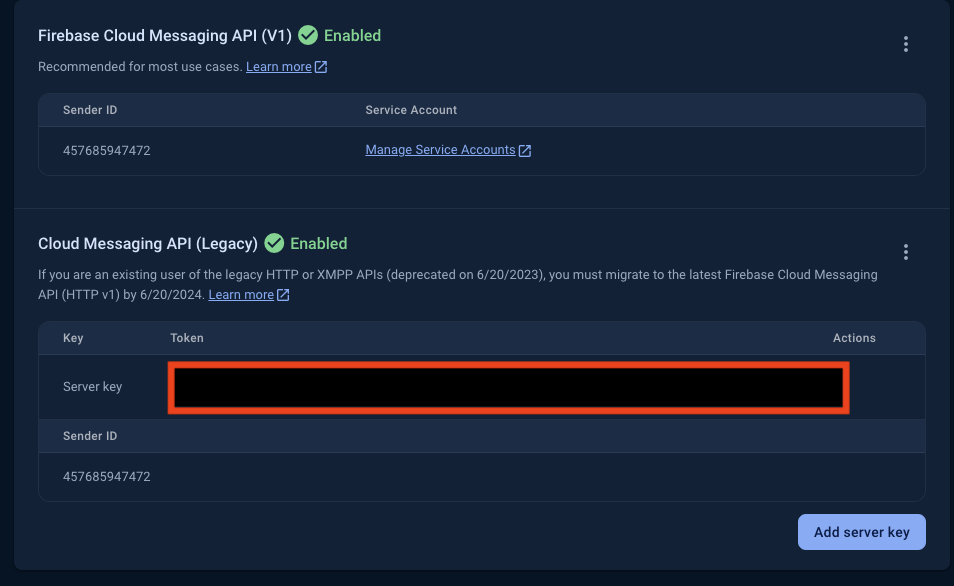 Firebase Cloud Messaging API (V1) Enabled
Recommended for most use cases. Learn more
Sender ID Service Account
457685947472 Manage Service Accounts
Cloud Messaging API (Legacy) Enabled
If you are an existing user of the legacy HTTP or XMPP APIs (deprecated on 6/20/2023), you must migrate to the latest Firebase Cloud Messaging
API (HTTP v1) by 6/20/2024. Learn more
Key Token Actions
Server key
Sender ID
457685947472
Add server key